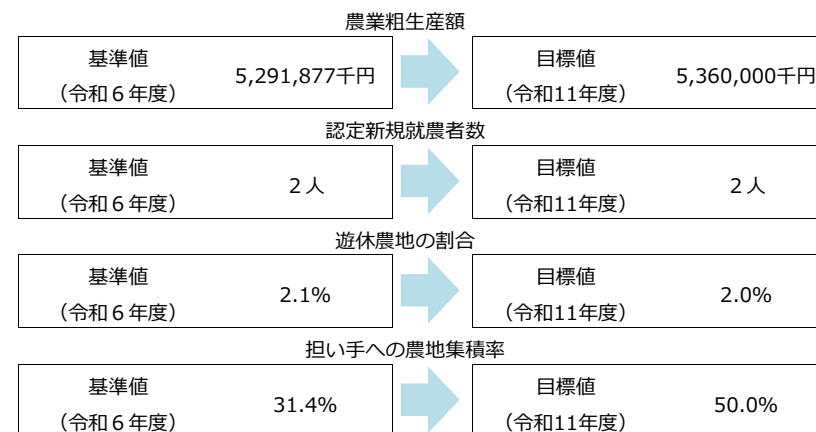 農業粗生産額
基準値
（令和６年度）
5,291,877千円
目標値
（令和11年度）
5,360,000千円
認定新規就農者数
基準値
（令和６年度）
２人
目標値
（令和11年度）
２人
遊休農地の割合
基準値
（令和６年度）
2.1%
目標値
（令和11年度）
2.0%
担い手への農地集積率
基準値
（令和６年度）
31.4%
目標値
（令和11年度）
50.0%